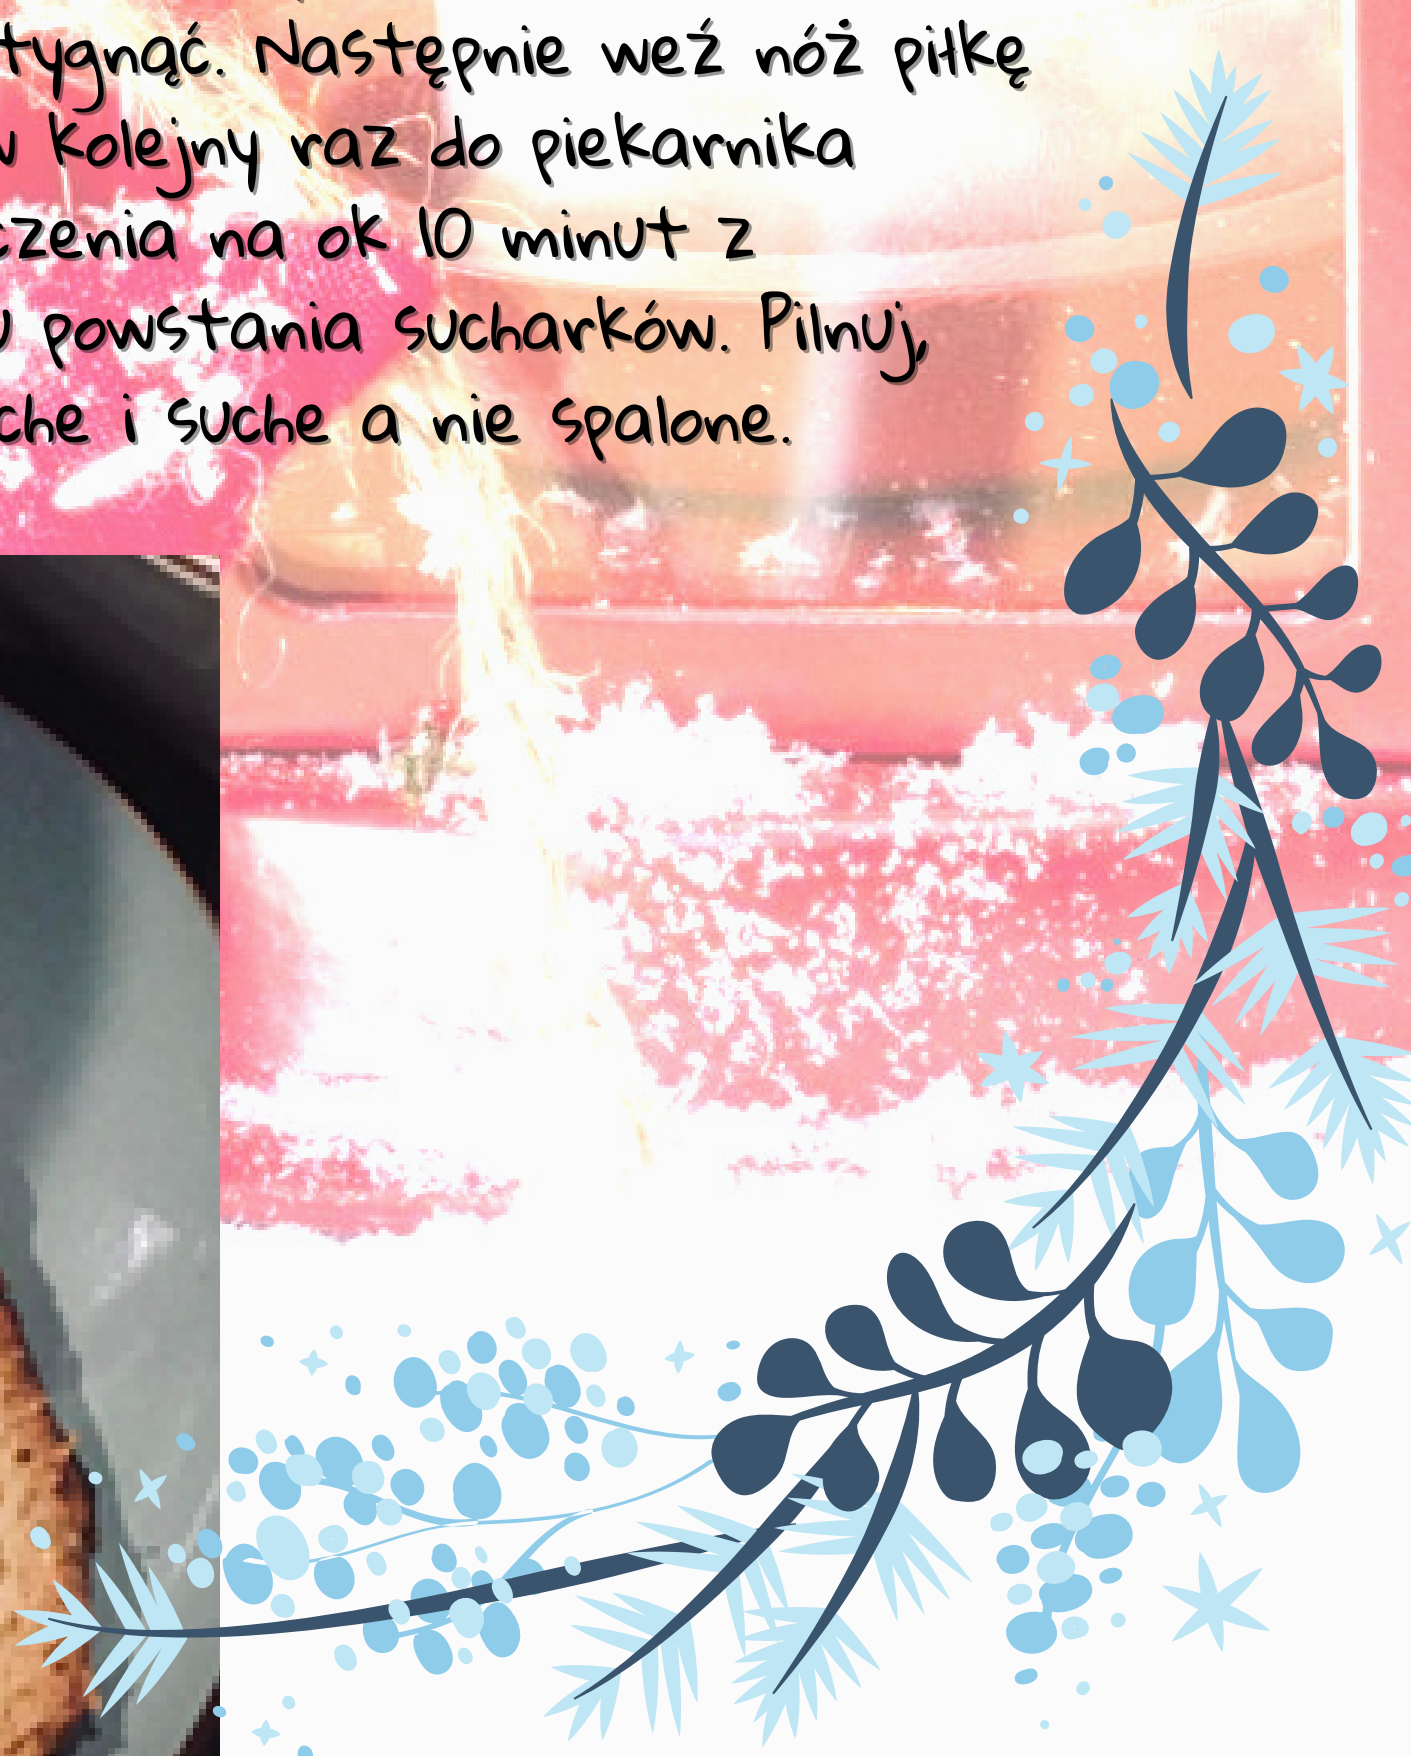 tygnąć. Następnie weź nóż piłkę
w kolejny raz do piekarnika
czenia na ok 10 minut z
u powstania sucharków. Pilnuj,
che i suche a nie spalone.